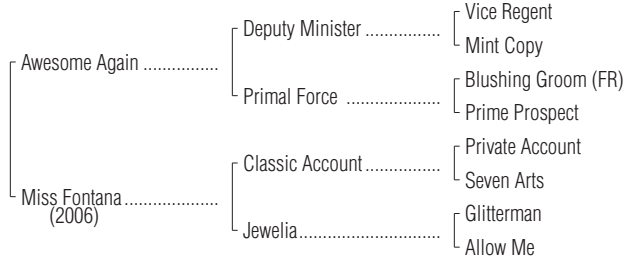 Vice Regent
Deputy Minister ..................
Mint Copy
Awesome Again ...............
Blushing Groom (FR)
Primal Force ...................
Prime Prospect
Private Account
Classic Account ...............
Seven Arts
Miss Fontana ...................
(2006)
Glitterman
Jewelia .............................
Allow Me